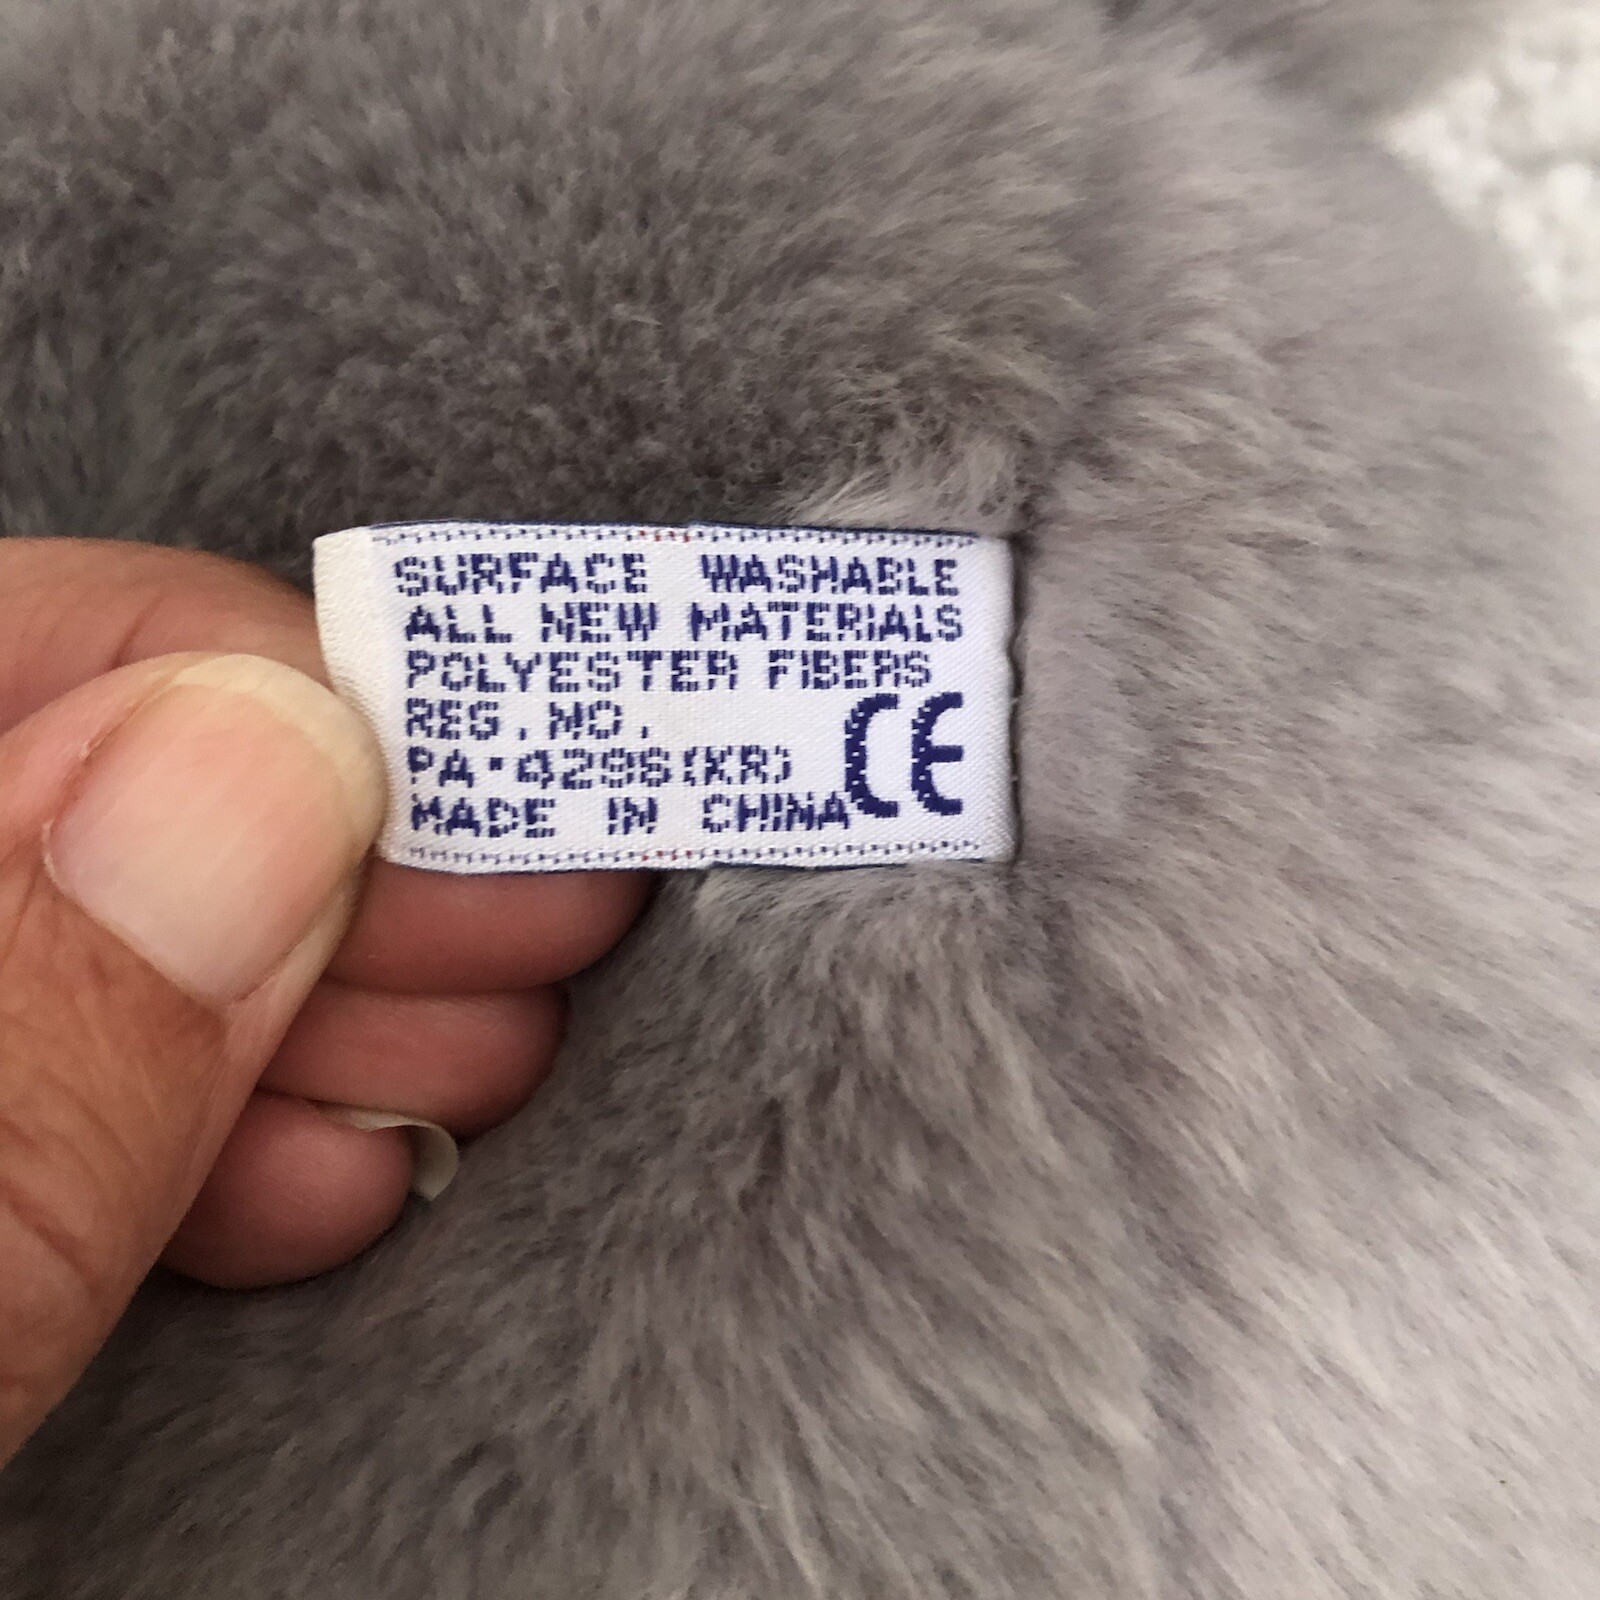 SURFACE WASHABLE
ALL NEW MATERIALS
POLYESTER FIBERS
REG. NO.
PA-4298(KR)
MADE IN CHINA
CE